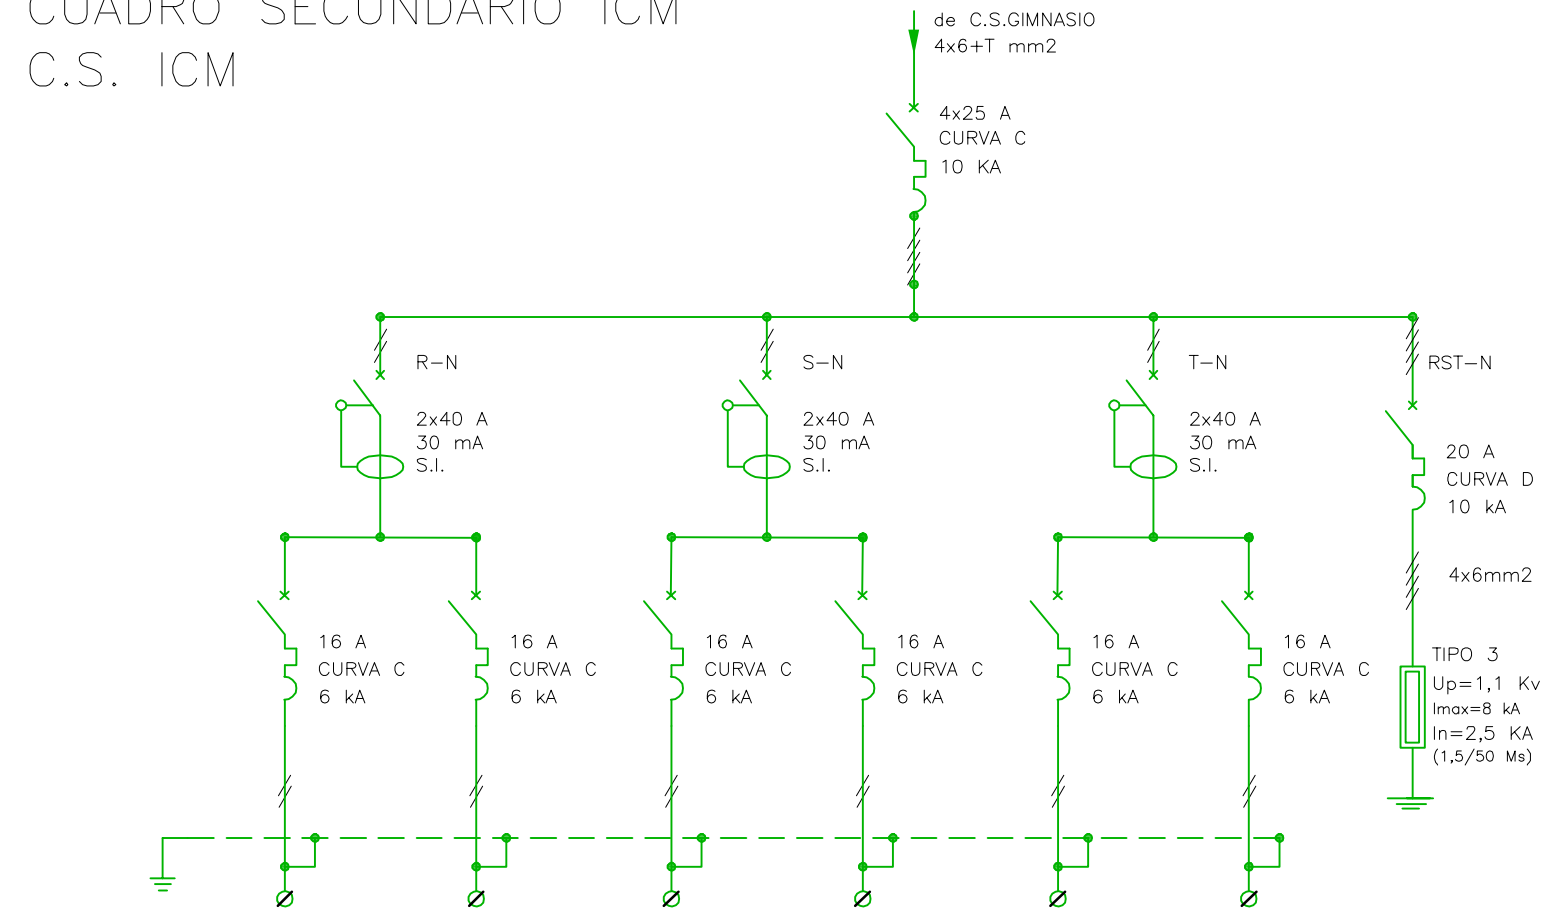 CUADRO SECUNDARIO ICM
C.S. ICM
de C.S.GIMNASIO
4x6+T mm2
4x25 A
CURVA C
10 KA
R-N
2x40 A
30 mA
S.I.
S-N
2x40 A
30 mA
S.I.
T-N
2x40 A
30 mA
S.I.
RST-N
20 A
CURVA D
10 kA
4x6mm2
16 A
CURVA C
6 kA
16 A
CURVA C
6 kA
16 A
CURVA C
6 kA
16 A
CURVA C
6 kA
16 A
CURVA C
6 kA
16 A
CURVA C
6 kA
TIPO 3
Up=1,1 Kv
Imax=8 kA
In=2,5 KA
(1,5/50 Ms)